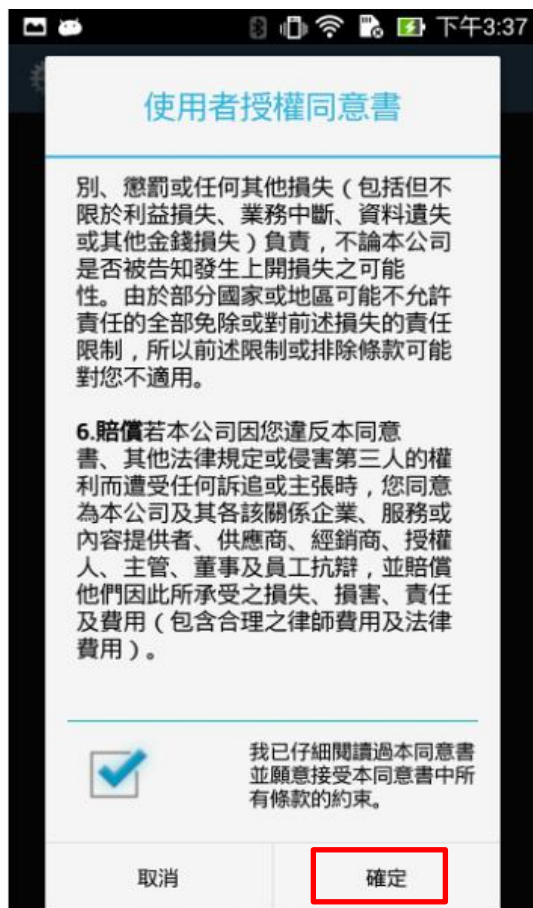 下午3:37
使用者授權同意書
別、懲罰或任何其他損失（包括但不
限於利益損失、業務中斷、資料遺失
或其他金錢損失）負責，不論本公司
是否被告知發生上開損失之可能
性。由於部分國家或地區可能不允許
責任的全部免除或對前述損失的責任
限制，所以前述限制或排除條款可能
對您不適用。
6.賠償若本公司因您違反本同意
書、其他法律規定或侵害第三人的權
利而遭受任何訴追或主張時，您同意
為本公司及其各該關係企業、服務或
內容提供者、供應商、經銷商、授權
人、主管、董事及員工抗辯，並賠償
他們因此所承受之損失、損害、責任
及費用（包含合理之律師費用及法律
費用）。
我已仔細閱讀過本同意書
並願意接受本同意書中所
有條款的約束。
取消
確定